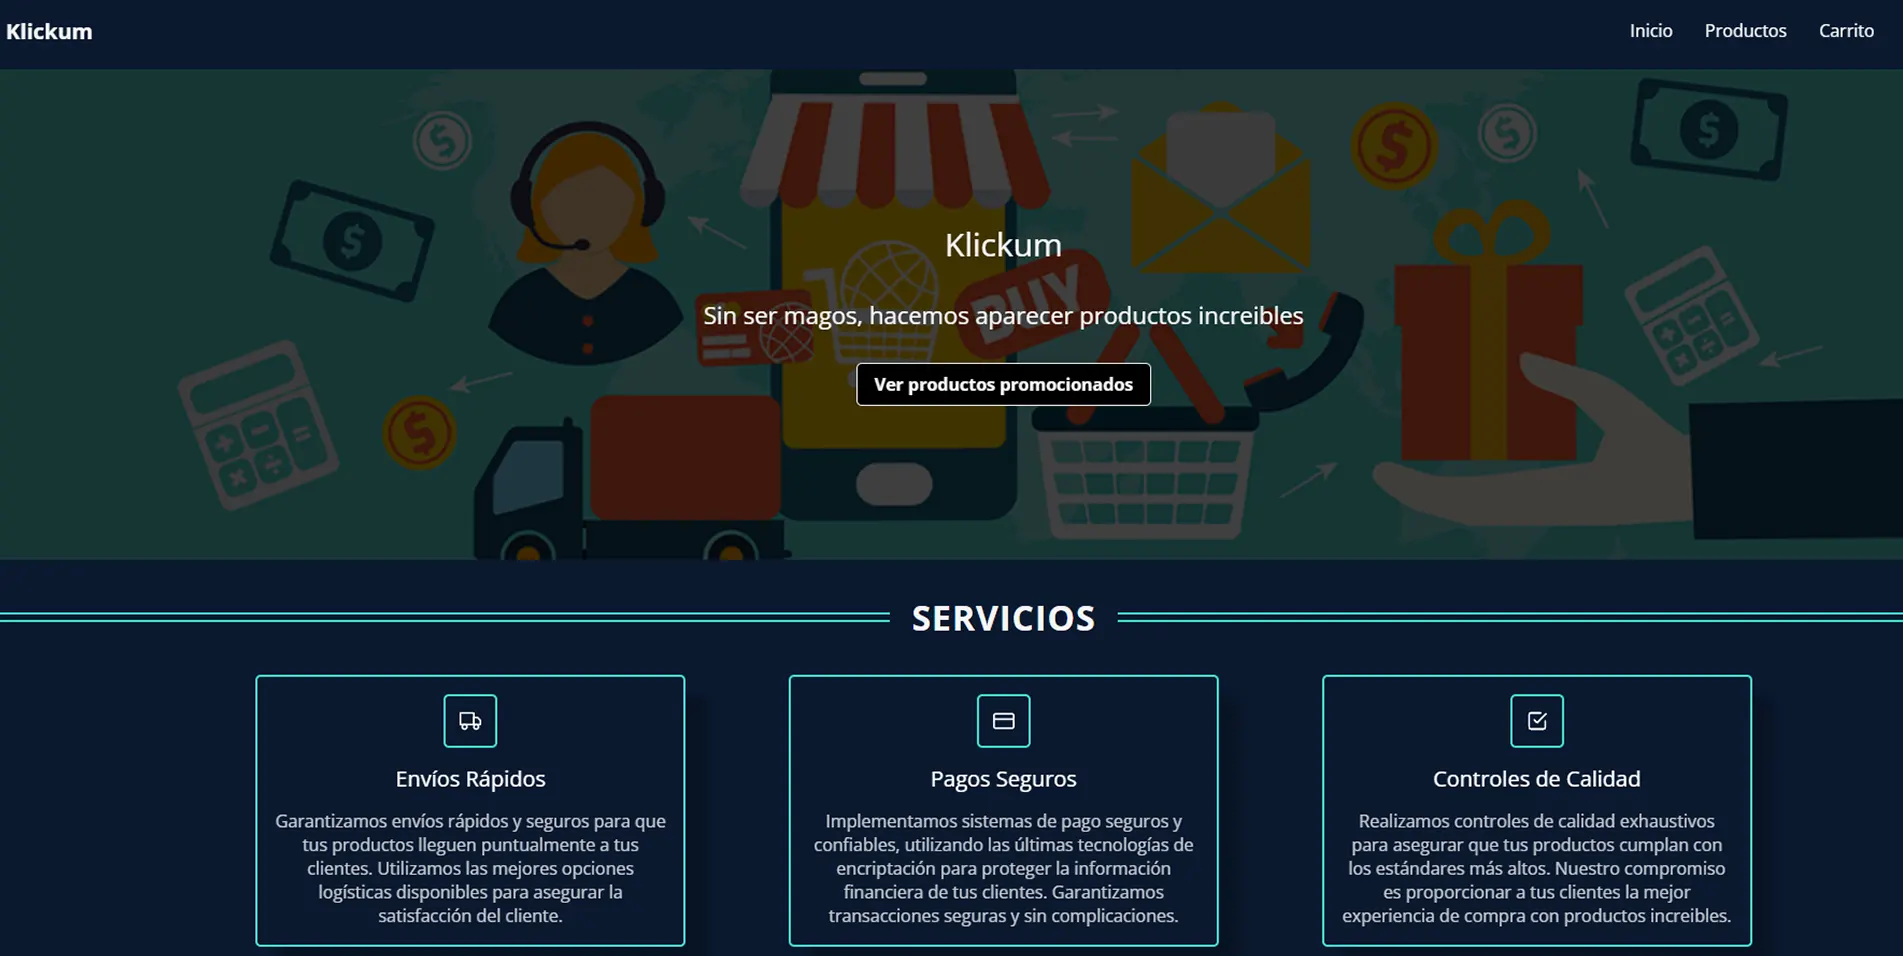 Klickum
Inicio Productos Carrito
BUY
Klickum
Sin ser magos, hacemos aparecer productos increibles
Ver productos promocionados
SERVICIOS
Envíos Rápidos
Garantizamos envíos rápidos y seguros para que
tus productos lleguen puntualmente a tus
clientes. Utilizamos las mejores opciones
logísticas disponibles para asegurar la
satisfacción del cliente.
Pagos Seguros
Implementamos sistemas de pago seguros y
confiables, utilizando las últimas tecnologías de
encriptación para proteger la información
financiera de tus clientes. Garantizamos
transacciones seguras y sin complicaciones.
Controles de Calidad
Realizamos controles de calidad exhaustivos
para asegurar que tus productos cumplan con
los estándares más altos. Nuestro compromiso
es proporcionar a tus clientes la mejor
experiencia de compra con productos increibles.